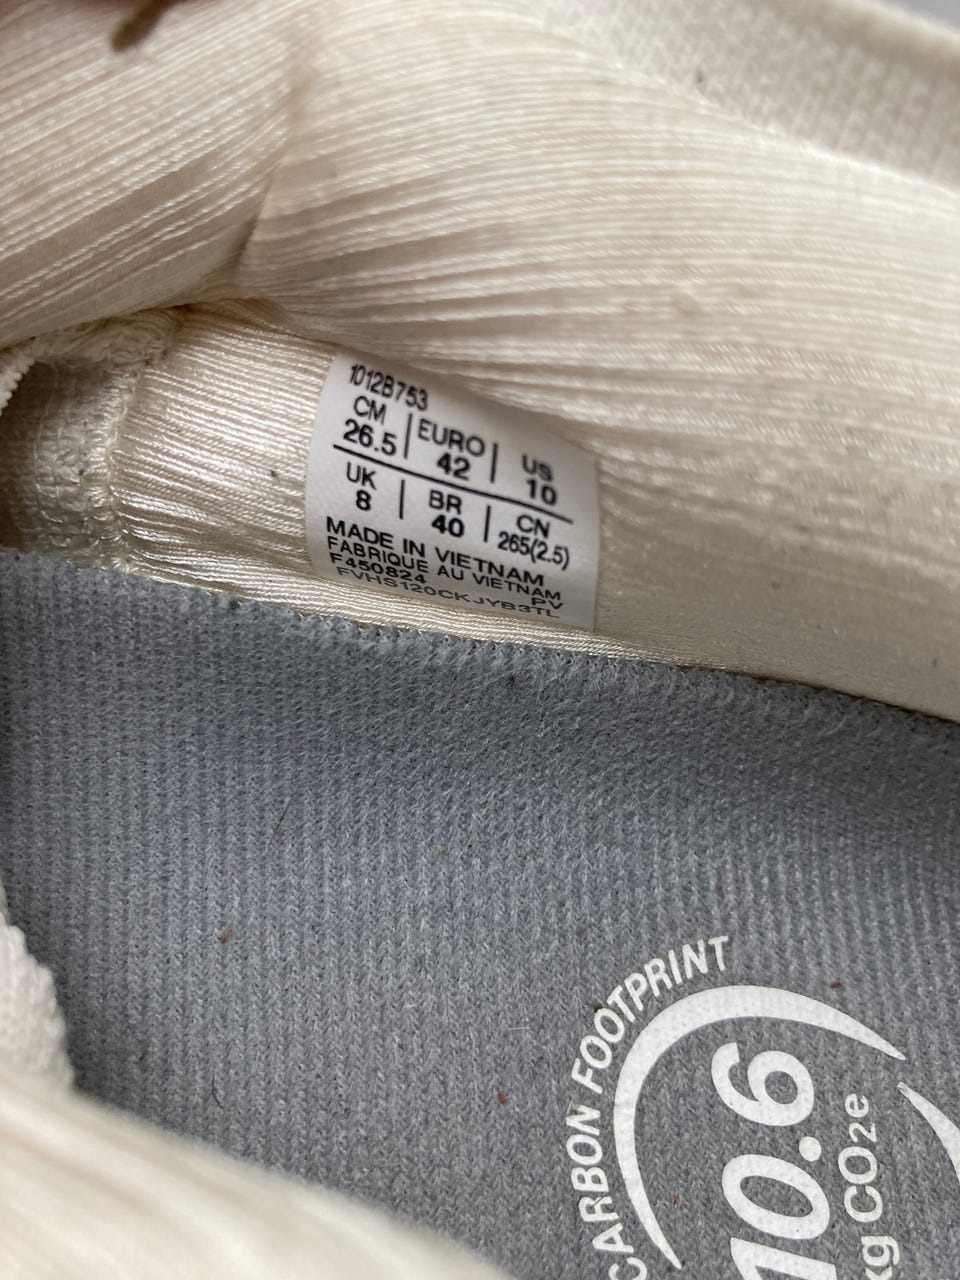 1012B753
CM | EURO | US
26.5 | 42 | 10
UK | BR | CN
8 | 40 | 265(2.5)
MADE IN VIETNAM
FABRIQUE AU VIETNAM
F450824 PV
FVHS120CKJYB3TL
CARBON FOOTPRINT
10.6
kg CO2e